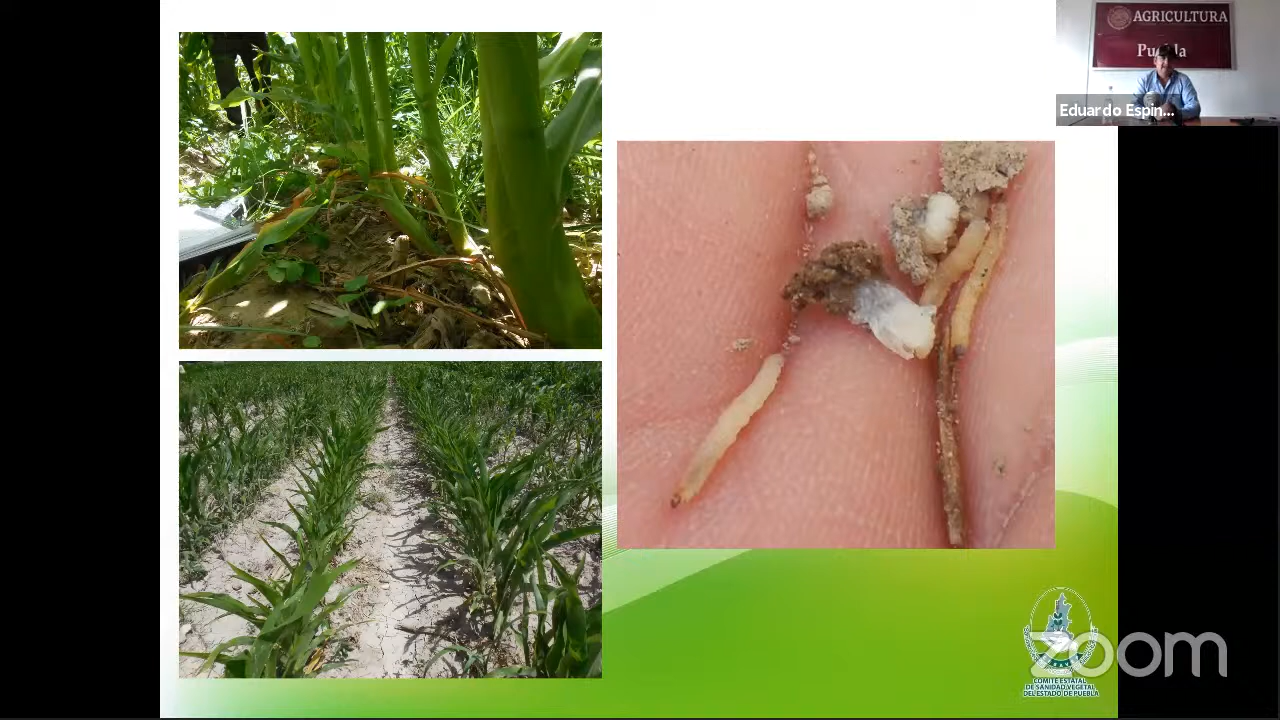 AGRICULTURA
Puebla
Eduardo Espin...
zoom
COMITÉ ESTATAL
DE SANIDAD VEGETAL
DEL ESTADO DE PUEBLA